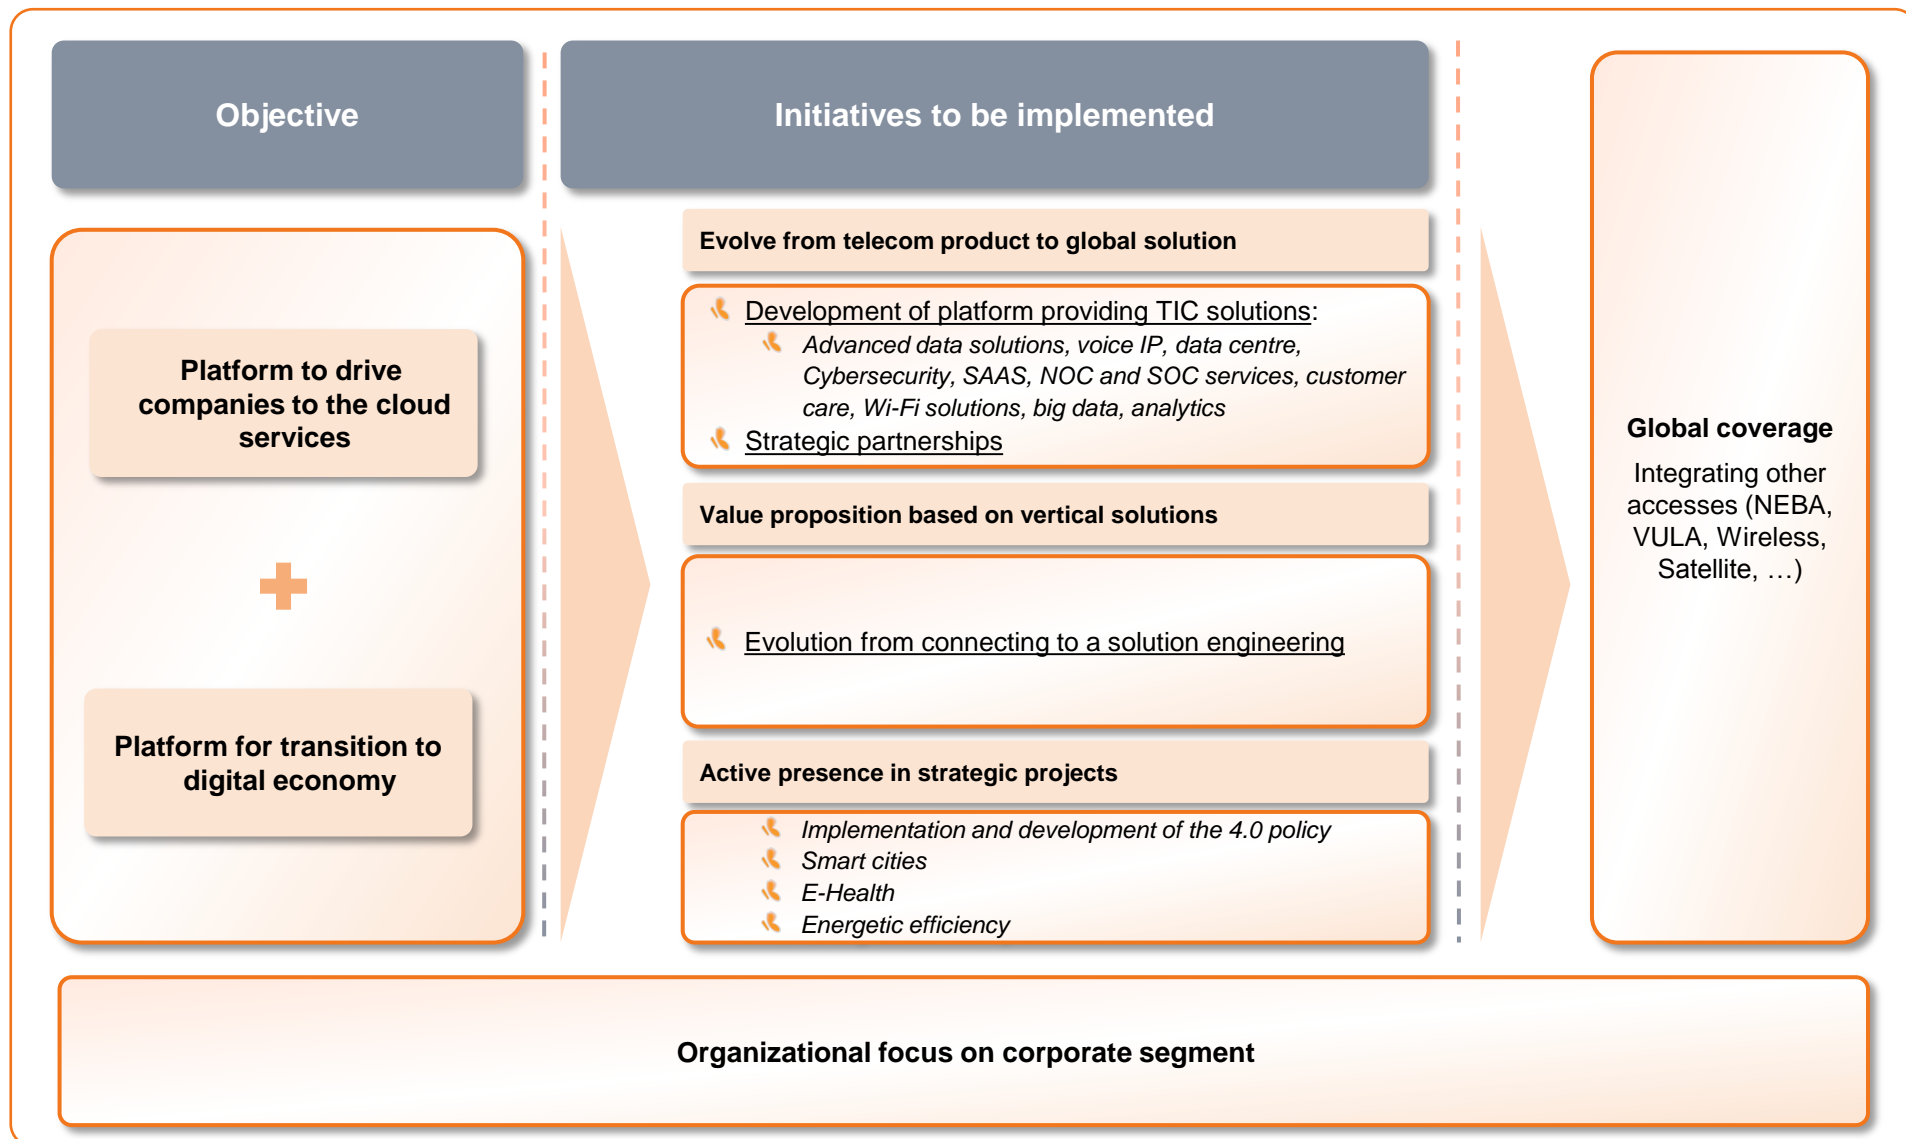 Objective
Initiatives to be implemented
Platform to drive
companies to the cloud
services
Platform for transition to
digital economy
Evolve from telecom product to global solution
Development of platform providing TIC solutions:
Advanced data solutions, voice IP, data centre,
Cybersecurity, SAAS, NOC and SOC services, customer
care, Wi-Fi solutions, big data, analytics
Strategic partnerships
Value proposition based on vertical solutions
Evolution from connecting to a solution engineering
Active presence in strategic projects
Implementation and development of the 4.0 policy
Smart cities
E-Health
Energetic efficiency
Global coverage
Integrating other
accesses (NEBA,
VULA, Wireless,
Satellite, …)
Organizational focus on corporate segment